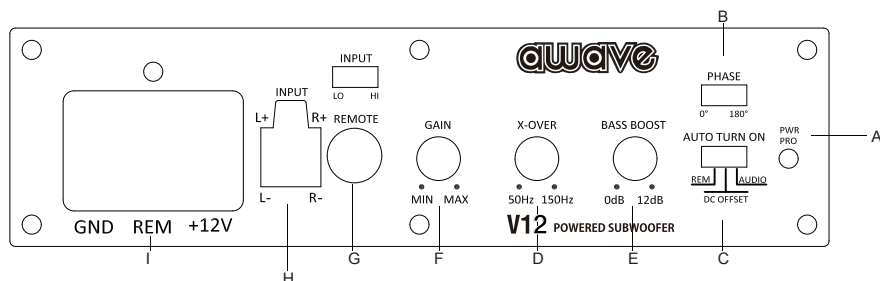 B
awave
INPUT
LO HI
PHASE
0° 180°
INPUT
L+ R+
L- R-
REMOTE
GAIN
MIN MAX
X-OVER
50Hz 150Hz
BASS BOOST
0dB 12dB
AUTO TURN ON
REM AUDIO
DC OFFSET
PWR
PRO
A
GND REM +12V
V12 POWERED SUBWOOFER
I H G F D E C